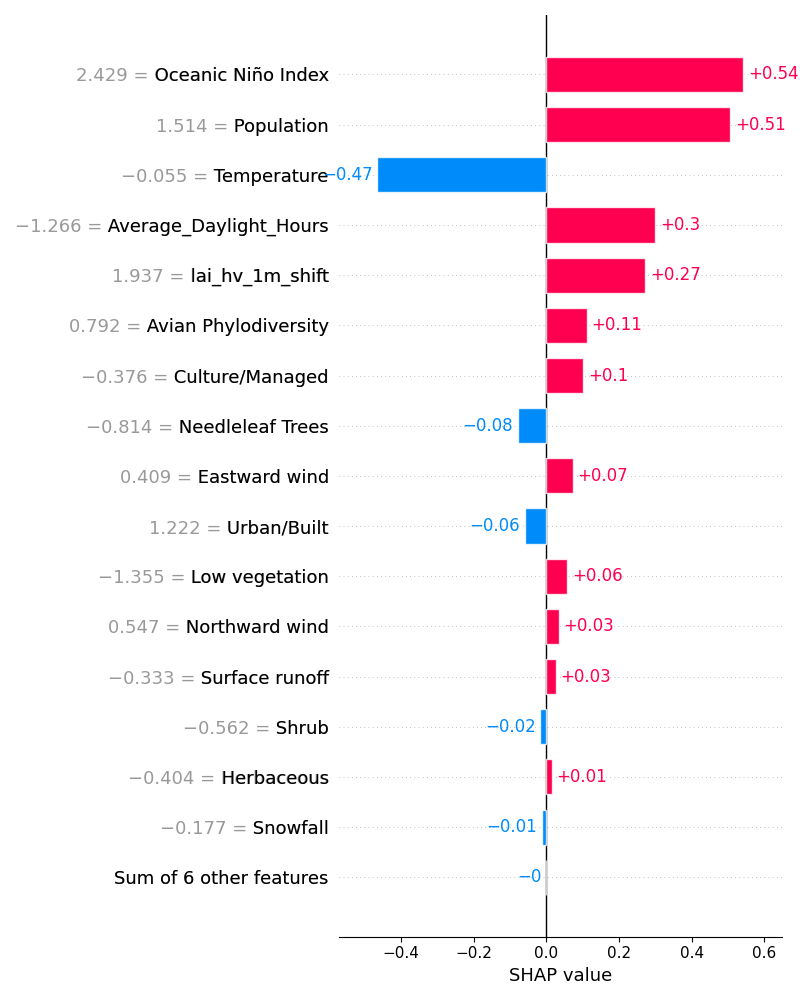 2.429 = Oceanic Niño Index +0.54
1.514 = Population +0.51
−0.055 = Temperature −0.47
−1.266 = Average_Daylight_Hours +0.3
1.937 = lai_hv_1m_shift +0.27
0.792 = Avian Phylodiversity +0.11
−0.376 = Culture/Managed +0.1
−0.814 = Needleleaf Trees −0.08
0.409 = Eastward wind +0.07
1.222 = Urban/Built −0.06
−1.355 = Low vegetation +0.06
0.547 = Northward wind +0.03
−0.333 = Surface runoff +0.03
−0.562 = Shrub −0.02
−0.404 = Herbaceous +0.01
−0.177 = Snowfall −0.01
Sum of 6 other features −0
−0.4 −0.2 0.0 0.2 0.4 0.6
SHAP value